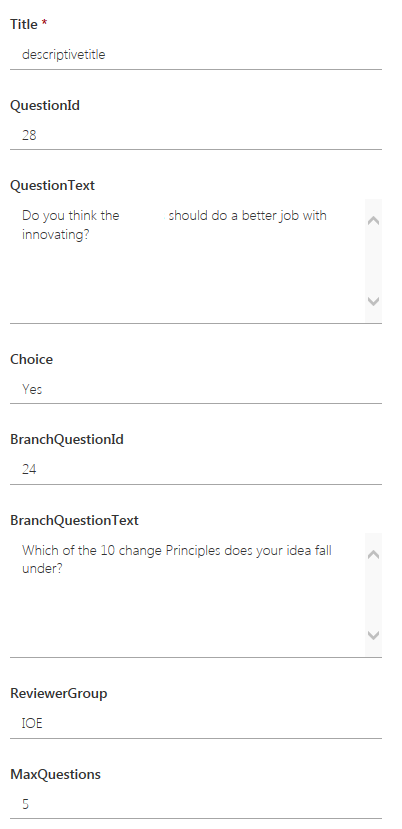 Title *
descriptivetitle
QuestionId
28
QuestionText
Do you think the should do a better job with
innovating?
Choice
Yes
BranchQuestionId
24
BranchQuestionText
Which of the 10 change Principles does your idea fall
under?
ReviewerGroup
IOE
MaxQuestions
5